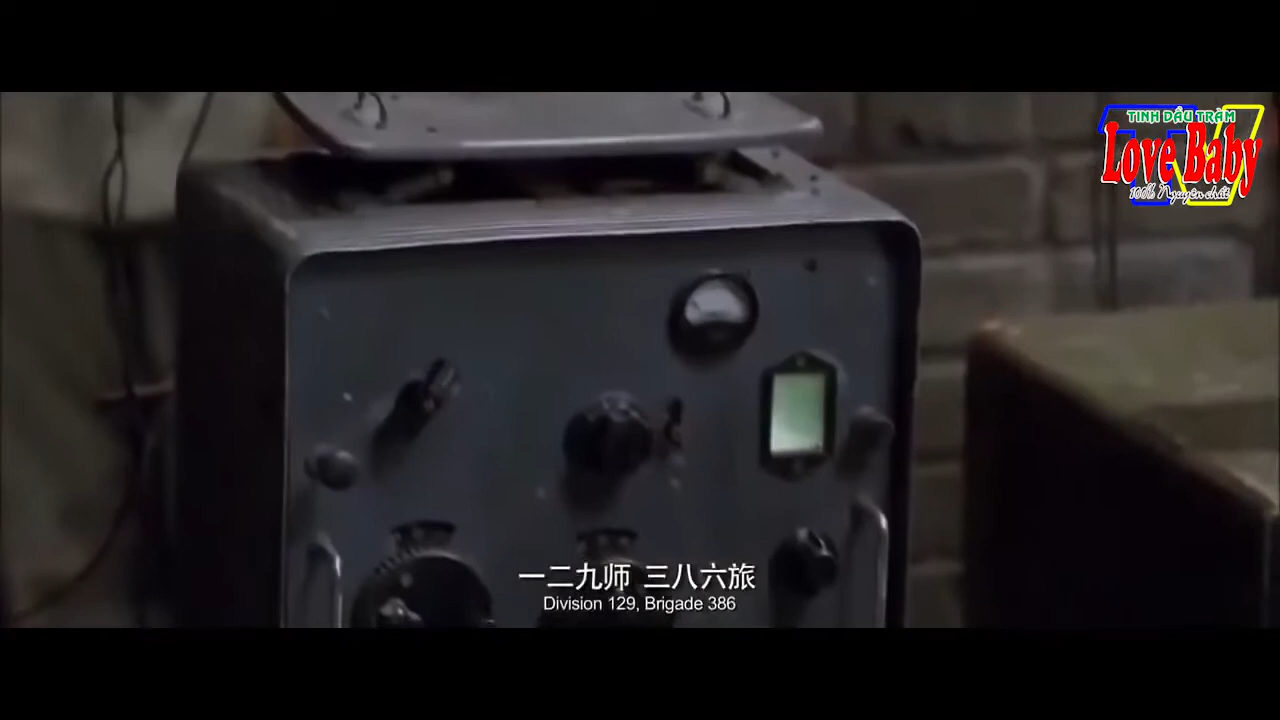 TINH DẦU TRÀM
Love Baby
100% Nguyên chất
一二九师 三八六旅
Division 129, Brigade 386